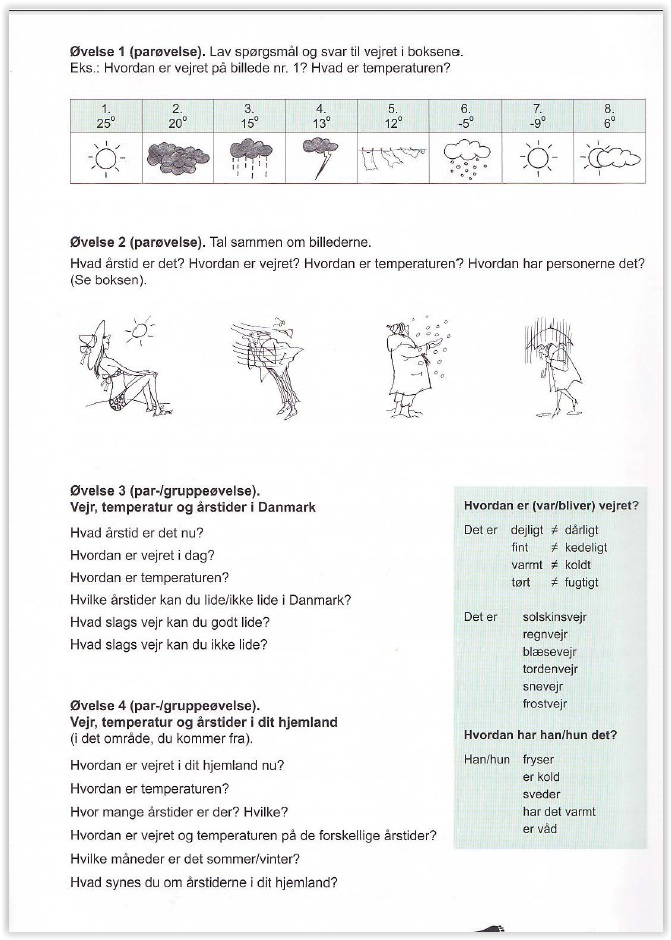 Øvelse 1 (parøvelse). Lav spørgsmål og svar til vejret i boksene.
Eks.: Hvordan er vejret på billede nr. 1? Hvad er temperaturen?
1. 2. 3. 4. 5. 6. 7. 8.
25° 20° 15° 13° 12° -5° -9° 6°
Øvelse 2 (parøvelse). Tal sammen om billederne.
Hvad årstid er det? Hvordan er vejret? Hvordan er temperaturen? Hvordan har personerne det?
(Se boksen).
Øvelse 3 (par-/gruppeøvelse).
Vejr, temperatur og årstider i Danmark
Hvad årstid er det nu?
Hvordan er vejret i dag?
Hvordan er temperaturen?
Hvilke årstider kan du lide/ikke lide i Danmark?
Hvad slags vejr kan du godt lide?
Hvad slags vejr kan du ikke lide?
Øvelse 4 (par-/gruppeøvelse).
Vejr, temperatur og årstider i dit hjemland
(i det område, du kommer fra).
Hvordan er vejret i dit hjemland nu?
Hvordan er temperaturen?
Hvor mange årstider er der? Hvilke?
Hvordan er vejret og temperaturen på de forskellige årstider?
Hvilke måneder er det sommer/vinter?
Hvad synes du om årstiderne i dit hjemland?
Hvordan er (var/bliver) vejret?
Det er dejligt ≠ dårligt
fint ≠ kedeligt
varmt ≠ koldt
tørt ≠ fugtigt
Det er solskinsvejr
regnvejr
blæsevejr
tordenvejr
snevejr
frostvejr
Hvordan har han/hun det?
Han/hun fryser
er kold
sveder
har det varmt
er våd